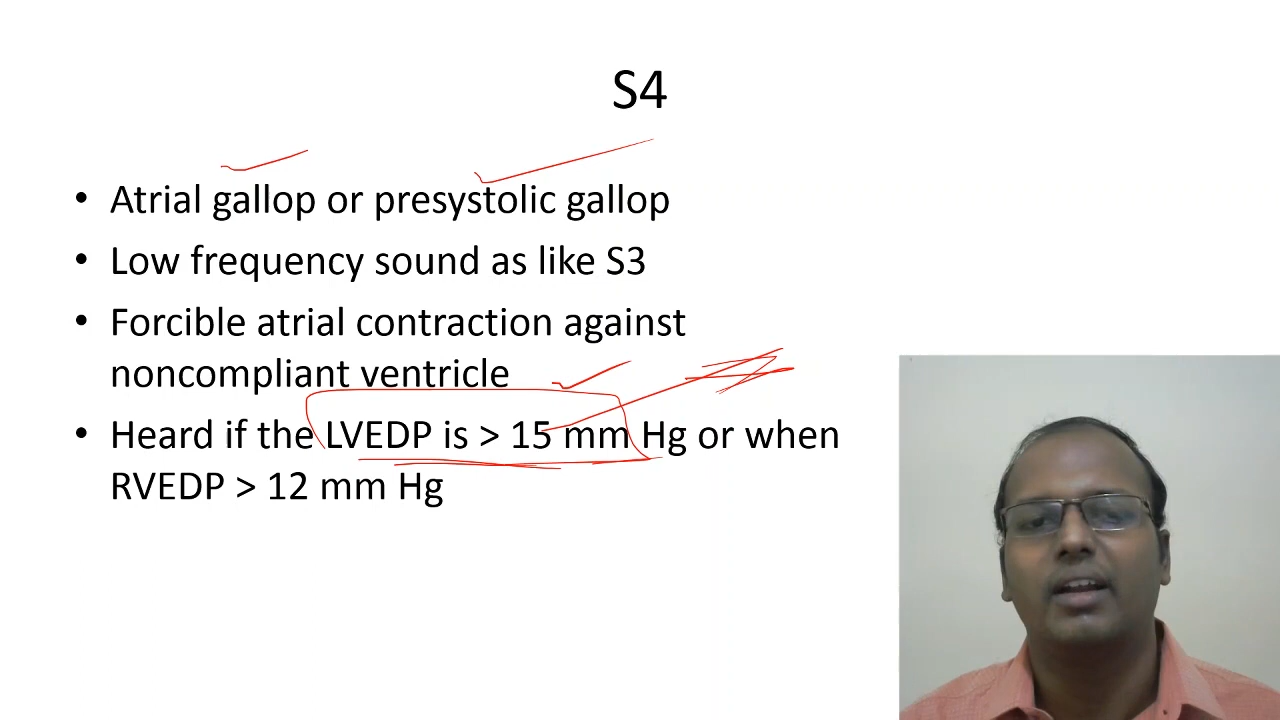 S4
• Atrial gallop or presystolic gallop
• Low frequency sound as like S3
• Forcible atrial contraction against
noncompliant ventricle
• Heard if the LVEDP is > 15 mm Hg or when
RVEDP > 12 mm Hg